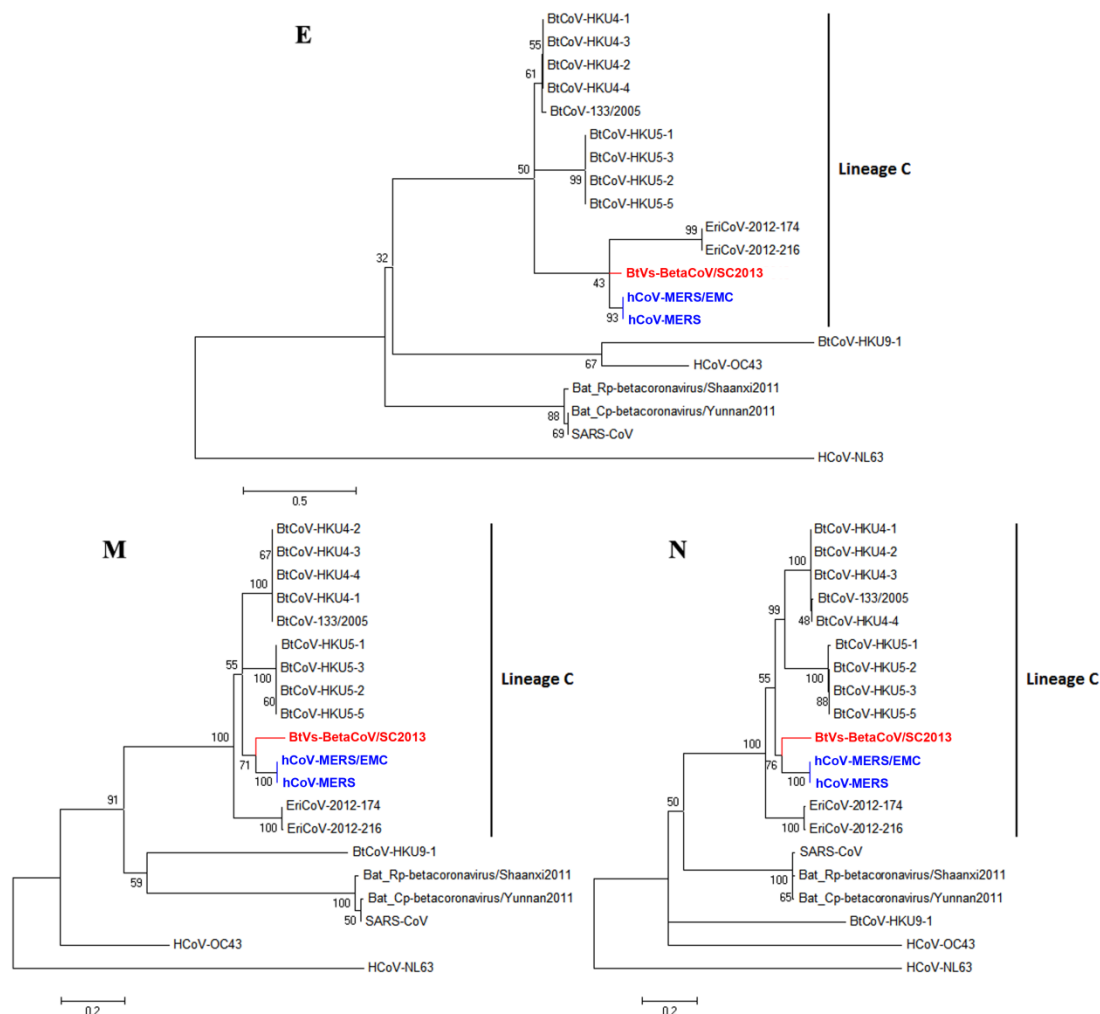 E
BtCoV-HKU4-1
55
BtCoV-HKU4-3
61
BtCoV-HKU4-2
BtCoV-HKU4-4
BtCoV-133/2005
BtCoV-HKU5-1
BtCoV-HKU5-3
50
99
BtCoV-HKU5-2
Lineage C
BtCoV-HKU5-5
99
EriCoV-2012-174
EriCoV-2012-216
32
BtVs-BetaCoV/SC2013
43
hCoV-MERS/EMC
93
hCoV-MERS
BtCoV-HKU9-1
67
HCoV-OC43
Bat_Rp-betacoronavirus/Shaanxi2011
88
Bat_Cp-betacoronavirus/Yunnan2011
69
SARS-CoV
HCoV-NL63
0.5
M
BtCoV-HKU4-2
67
BtCoV-HKU4-3
100
BtCoV-HKU4-4
BtCoV-HKU4-1
BtCoV-133/2005
BtCoV-HKU5-1
55
BtCoV-HKU5-3
100
BtCoV-HKU5-2
60
BtCoV-HKU5-5
Lineage C
100
BtVs-BetaCoV/SC2013
71
hCoV-MERS/EMC
100
hCoV-MERS
91
EriCoV-2012-174
100
EriCoV-2012-216
BtCoV-HKU9-1
59
Bat_Rp-betacoronavirus/Shaanxi2011
100
Bat_Cp-betacoronavirus/Yunnan2011
50
SARS-CoV
HCoV-OC43
HCoV-NL63
0.2
N
BtCoV-HKU4-1
BtCoV-HKU4-2
100
BtCoV-HKU4-3
BtCoV-133/2005
99
48
BtCoV-HKU4-4
BtCoV-HKU5-1
BtCoV-HKU5-2
100
55
BtCoV-HKU5-3
88
BtCoV-HKU5-5
Lineage C
100
BtVs-BetaCoV/SC2013
76
hCoV-MERS/EMC
100
hCoV-MERS
50
EriCoV-2012-174
100
EriCoV-2012-216
SARS-CoV
100
Bat_Rp-betacoronavirus/Shaanxi2011
65
Bat_Cp-betacoronavirus/Yunnan2011
BtCoV-HKU9-1
HCoV-OC43
HCoV-NL63
0.2